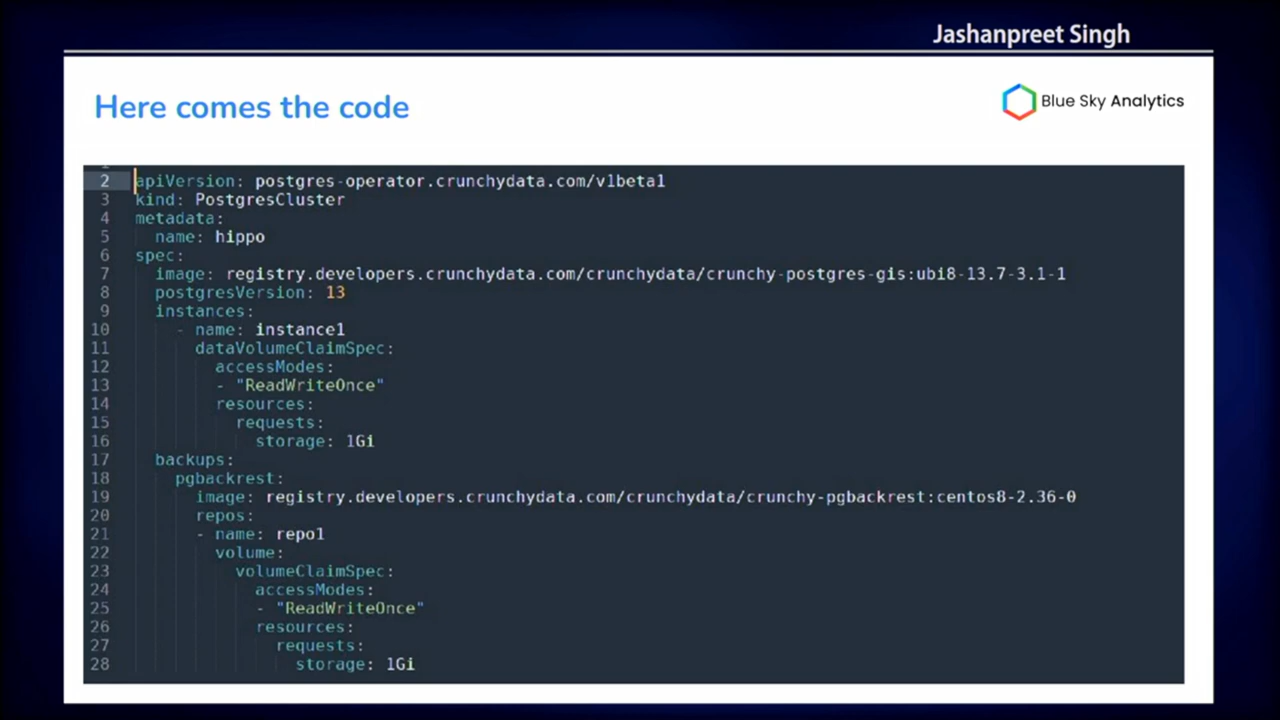 Jashanpreet Singh
Here comes the code
Blue Sky Analytics
2 apiVersion: postgres-operator.crunchydata.com/v1beta1
3 kind: PostgresCluster
4 metadata:
5   name: hippo
6 spec:
7   image: registry.developers.crunchydata.com/crunchydata/crunchy-postgres-gis:ubi8-13.7-3.1-1
8   postgresVersion: 13
9   instances:
10     - name: instance1
11       dataVolumeClaimSpec:
12         accessModes:
13         - "ReadWriteOnce"
14         resources:
15           requests:
16             storage: 1Gi
17   backups:
18     pgbackrest:
19       image: registry.developers.crunchydata.com/crunchydata/crunchy-pgbackrest:centos8-2.36-0
20       repos:
21       - name: repo1
22         volume:
23           volumeClaimSpec:
24             accessModes:
25             - "ReadWriteOnce"
26             resources:
27               requests:
28                 storage: 1Gi